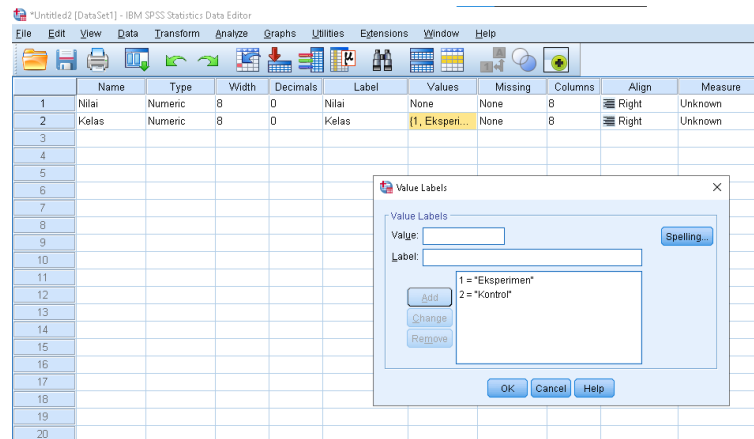 *Untitled2 [DataSet1] - IBM SPSS Statistics Data Editor
File Edit View Data Transform Analyze Graphs Utilities Extensions Window Help
Name Type Width Decimals Label Values Missing Columns Align Measure
1 Nilai Numeric 8 0 Nilai None None 8 Right Unknown
2 Kelas Numeric 8 0 Kelas {1, Eksperi... None 8 Right Unknown
3
4
5
6
7
8
9
10
11
12
13
14
15
16
17
18
19
20
Value Labels
Value Labels
Value:
Spelling...
Label:
1 = "Eksperimen"
Add
2 = "Kontrol"
Change
Remove
OK Cancel Help